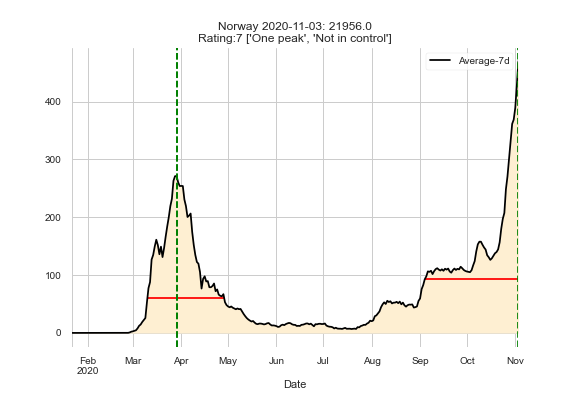 Norway 2020-11-03: 21956.0
Rating:7 ['One peak', 'Not in control']
Average-7d
400
300
200
100
0
Feb Mar Apr May Jun Jul Aug Sep Oct Nov
2020
Date